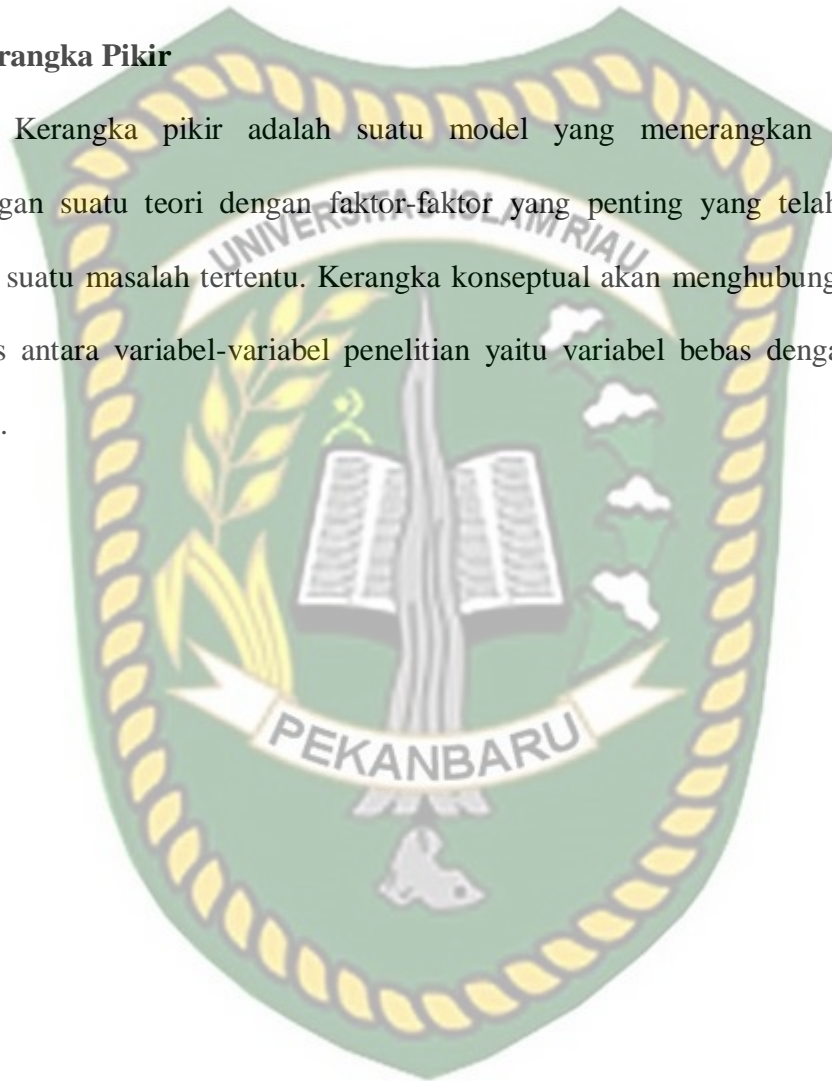 rangka Pikir
Kerangka pikir adalah suatu model yang menerangkan
gan suatu teori dengan faktor-faktor yang penting yang telah
suatu masalah tertentu. Kerangka konseptual akan menghubung
s antara variabel-variabel penelitian yaitu variabel bebas denga
.
UNIVERSITAS ISLAM RIAU
PEKANBARU